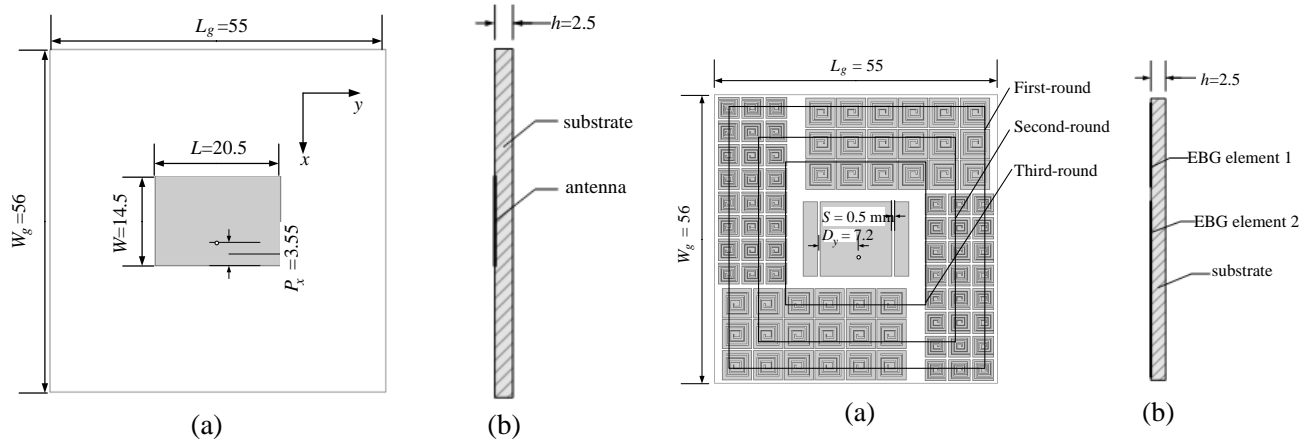 L_g =55
h=2.5
y
x
substrate
L=20.5
antenna
W_g =56
W=14.5
P_x =3.55
(a)
(b)
L_g = 55
h=2.5
First-round
Second-round
Third-round
EBG element 1
EBG element 2
substrate
W_g = 56
S = 0.5 mm
D_y = 7.2
(a)
(b)